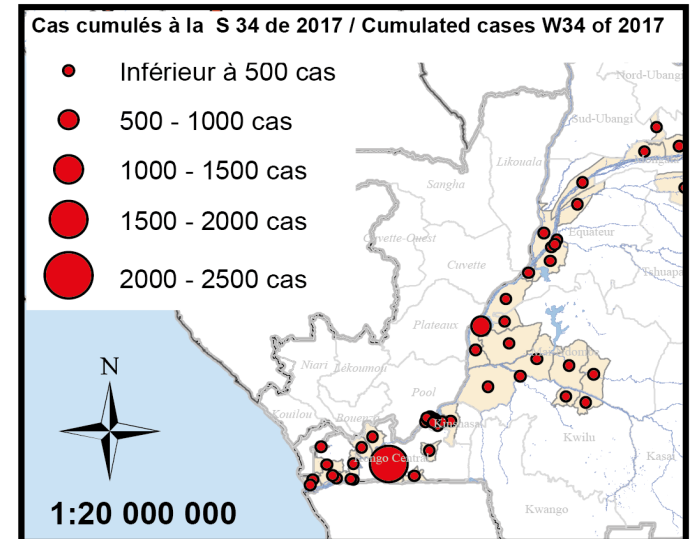 Cas cumulés à la S 34 de 2017 / Cumulated cases W34 of 2017
Inférieur à 500 cas
500 - 1000 cas
1000 - 1500 cas
1500 - 2000 cas
2000 - 2500 cas
Nord-Ubangi
Sud-Ubangi
Likouala
Sangha
Equateur
Cuvette-Ouest
Cuvette
Tshuapa
Plateaux
Niari
Lékoumou
Pool
Kouilou
Bouenza
Kinshasa
Kwilu
Kongo Central
Kasai
Kwango
N
1:20 000 000